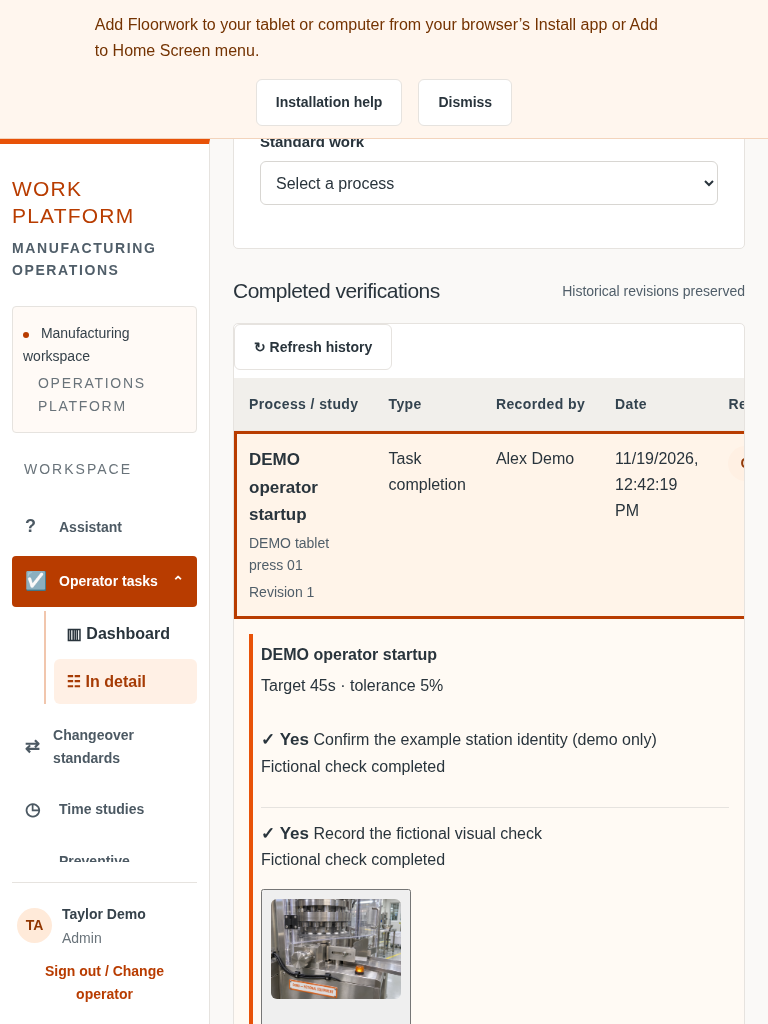 Add Floorwork to your tablet or computer from your browser’s Install app or Add
to Home Screen menu.
Installation help
Dismiss
WORK
PLATFORM
MANUFACTURING
OPERATIONS
Manufacturing
workspace
OPERATIONS
PLATFORM
WORKSPACE
? Assistant
Operator tasks
Dashboard
In detail
Changeover
standards
Time studies
Preventive
TA
Taylor Demo
Admin
Sign out / Change
operator
Standard work
Select a process
Completed verifications
Historical revisions preserved
↻ Refresh history
Process / study Type Recorded by Date
DEMO
operator
startup
DEMO tablet
press 01
Revision 1
Task
completion
Alex Demo
11/19/2026,
12:42:19
PM
DEMO operator startup
Target 45s · tolerance 5%
✓ Yes Confirm the example station identity (demo only)
Fictional check completed
✓ Yes Record the fictional visual check
Fictional check completed